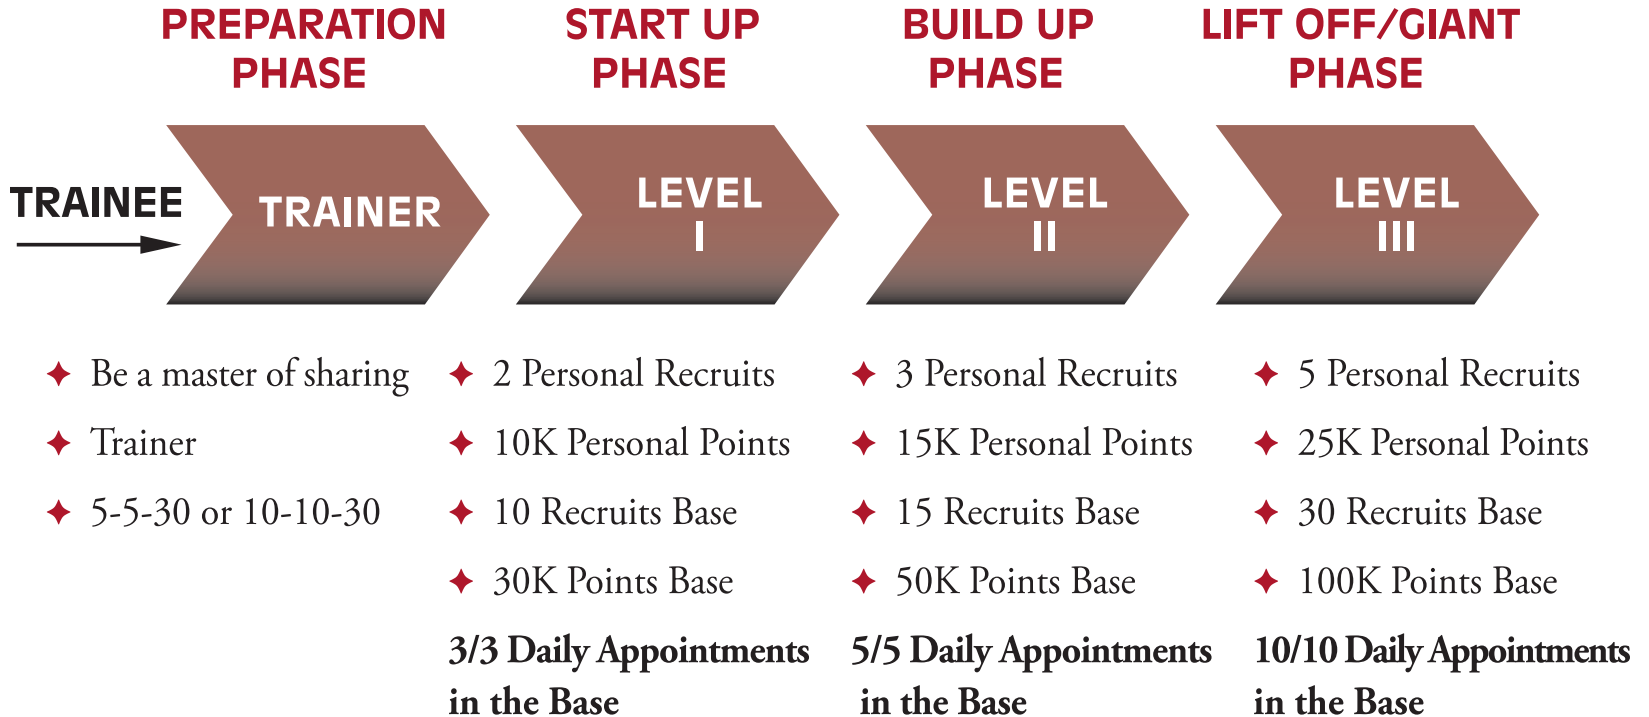 PREPARATION
PHASE
START UP
PHASE
BUILD UP
PHASE
LIFT OFF/GIANT
PHASE
TRAINEE
TRAINER
LEVEL
I
LEVEL
II
LEVEL
III
Be a master of sharing
Trainer
5-5-30 or 10-10-30
2 Personal Recruits
10K Personal Points
10 Recruits Base
30K Points Base
3/3 Daily Appointments
in the Base
3 Personal Recruits
15K Personal Points
15 Recruits Base
50K Points Base
5/5 Daily Appointments
in the Base
5 Personal Recruits
25K Personal Points
30 Recruits Base
100K Points Base
10/10 Daily Appointments
in the Base